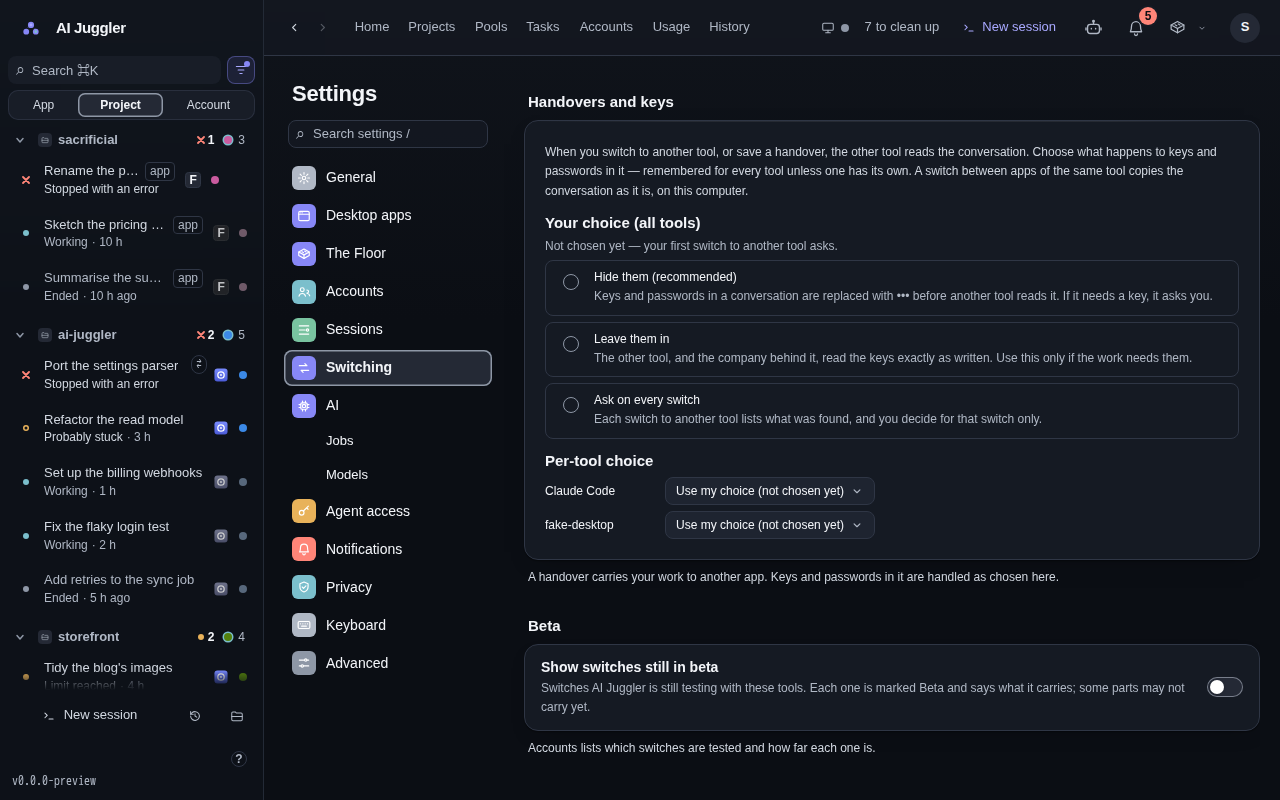 AI Juggler
Search ⌘K
App Project Account
sacrificial 1 3
Rename the p… app F
Stopped with an error
Sketch the pricing … app F
Working · 10 h
Summarise the su… app F
Ended · 10 h ago
ai-juggler 2 5
Port the settings parser
Stopped with an error
Refactor the read model
Probably stuck · 3 h
Set up the billing webhooks
Working · 1 h
Fix the flaky login test
Working · 2 h
Add retries to the sync job
Ended · 5 h ago
storefront 2 4
Tidy the blog's images
Limit reached · 4 h
New session
?
v0.0.0-preview
Home Projects Pools Tasks Accounts Usage History
7 to clean up
New session
5
S
Settings
Search settings /
General
Desktop apps
The Floor
Accounts
Sessions
Switching
AI
Jobs
Models
Agent access
Notifications
Privacy
Keyboard
Advanced
Handovers and keys
When you switch to another tool, or save a handover, the other tool reads the conversation. Choose what happens to keys and
passwords in it — remembered for every tool unless one has its own. A switch between apps of the same tool copies the
conversation as it is, on this computer.
Your choice (all tools)
Not chosen yet — your first switch to another tool asks.
Hide them (recommended)
Keys and passwords in a conversation are replaced with ••• before another tool reads it. If it needs a key, it asks you.
Leave them in
The other tool, and the company behind it, read the keys exactly as written. Use this only if the work needs them.
Ask on every switch
Each switch to another tool lists what was found, and you decide for that switch only.
Per-tool choice
Claude Code Use my choice (not chosen yet)
fake-desktop Use my choice (not chosen yet)
A handover carries your work to another app. Keys and passwords in it are handled as chosen here.
Beta
Show switches still in beta
Switches AI Juggler is still testing with these tools. Each one is marked Beta and says what it carries; some parts may not
carry yet.
Accounts lists which switches are tested and how far each one is.